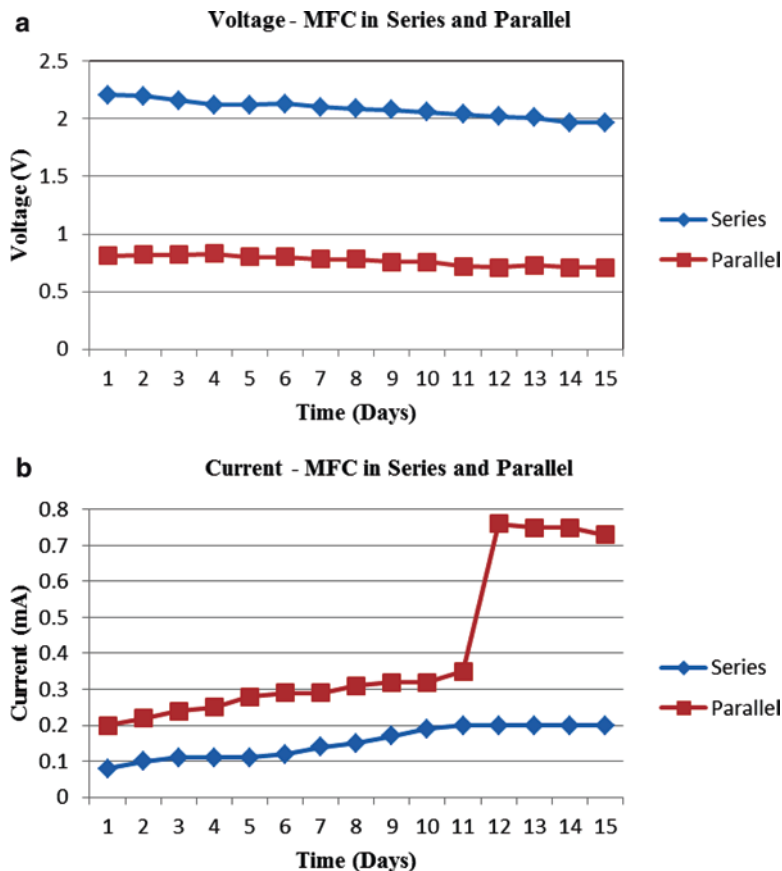 a
Voltage - MFC in Series and Parallel
2.5
2
1.5
1
0.5
0
Voltage (V)
1 2 3 4 5 6 7 8 9 10 11 12 13 14 15
Time (Days)
Series
Parallel
b
Current - MFC in Series and Parallel
0.8
0.7
0.6
0.5
0.4
0.3
0.2
0.1
0
Current (mA)
1 2 3 4 5 6 7 8 9 10 11 12 13 14 15
Time (Days)
Series
Parallel